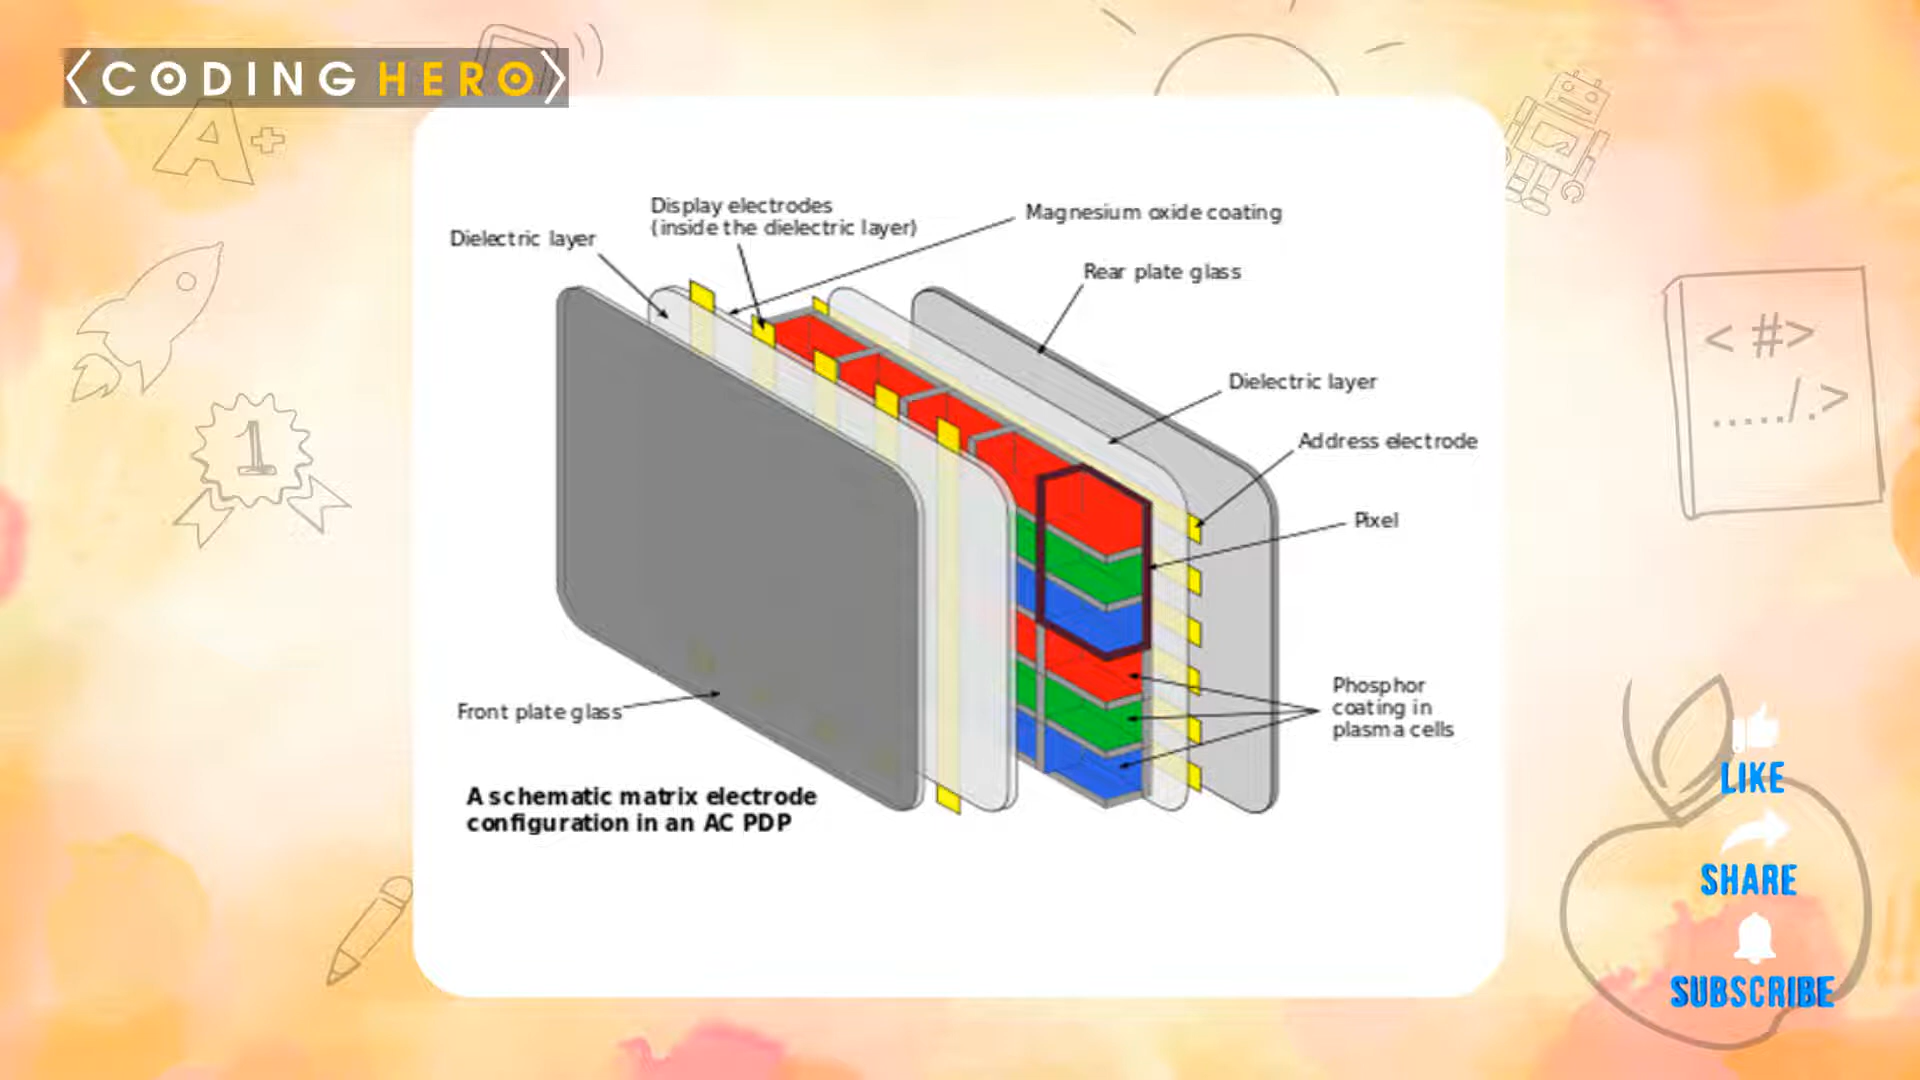 CODING HERO
A+
Display electrodes
(inside the dielectric layer)
Magnesium oxide coating
Dielectric layer
Rear plate glass
1
< #>
...../.>
Dielectric layer
Address electrode
Pixel
Phosphor
coating in
plasma cells
Front plate glass
A schematic matrix electrode
configuration in an AC PDP
LIKE
SHARE
SUBSCRIBE